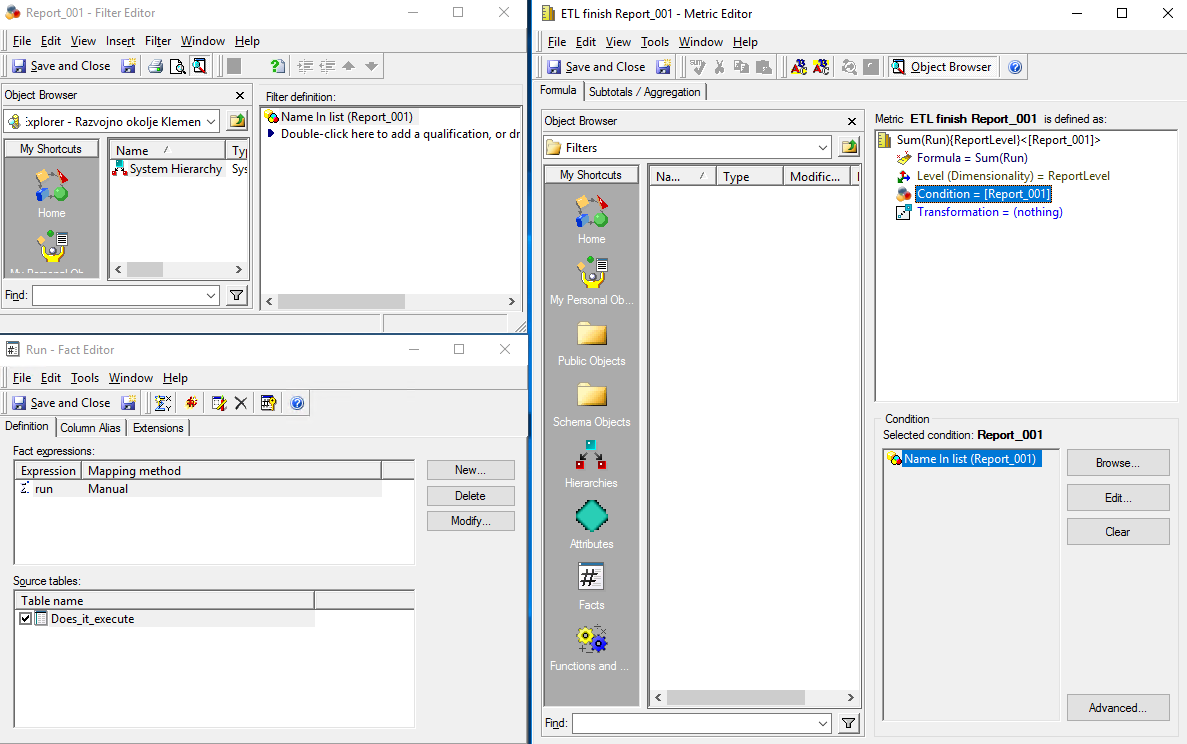 Report_001 - Filter Editor
File Edit View Insert Filter Window Help
Save and Close
Object Browser
Filter definition:
xplorer - Razvojno okolje Klemen
My Shortcuts
Name
System Hierarchy Sys
Home
Find:
Name In list (Report_001)
Double-click here to add a qualification, or dr
Run - Fact Editor
File Edit Tools Window Help
Save and Close
Definition Column Alias Extensions
Fact expressions:
Expression Mapping method
run Manual
New...
Delete
Modify...
Source tables:
Table name
Does_it_execute
ETL finish Report_001 - Metric Editor
File Edit View Tools Window Help
Save and Close
Object Browser
Formula Subtotals / Aggregation
Object Browser
Filters
My Shortcuts
Na... Type Modific...
Home
My Personal Ob...
Public Objects
Schema Objects
Hierarchies
Attributes
Facts
Functions and ...
Find:
Metric ETL finish Report_001 is defined as:
Sum(Run){ReportLevel}<[Report_001]>
Formula = Sum(Run)
Level (Dimensionality) = ReportLevel
Condition = [Report_001]
Transformation = (nothing)
Condition
Selected condition: Report_001
Name In list (Report_001)
Browse...
Edit...
Clear
Advanced...